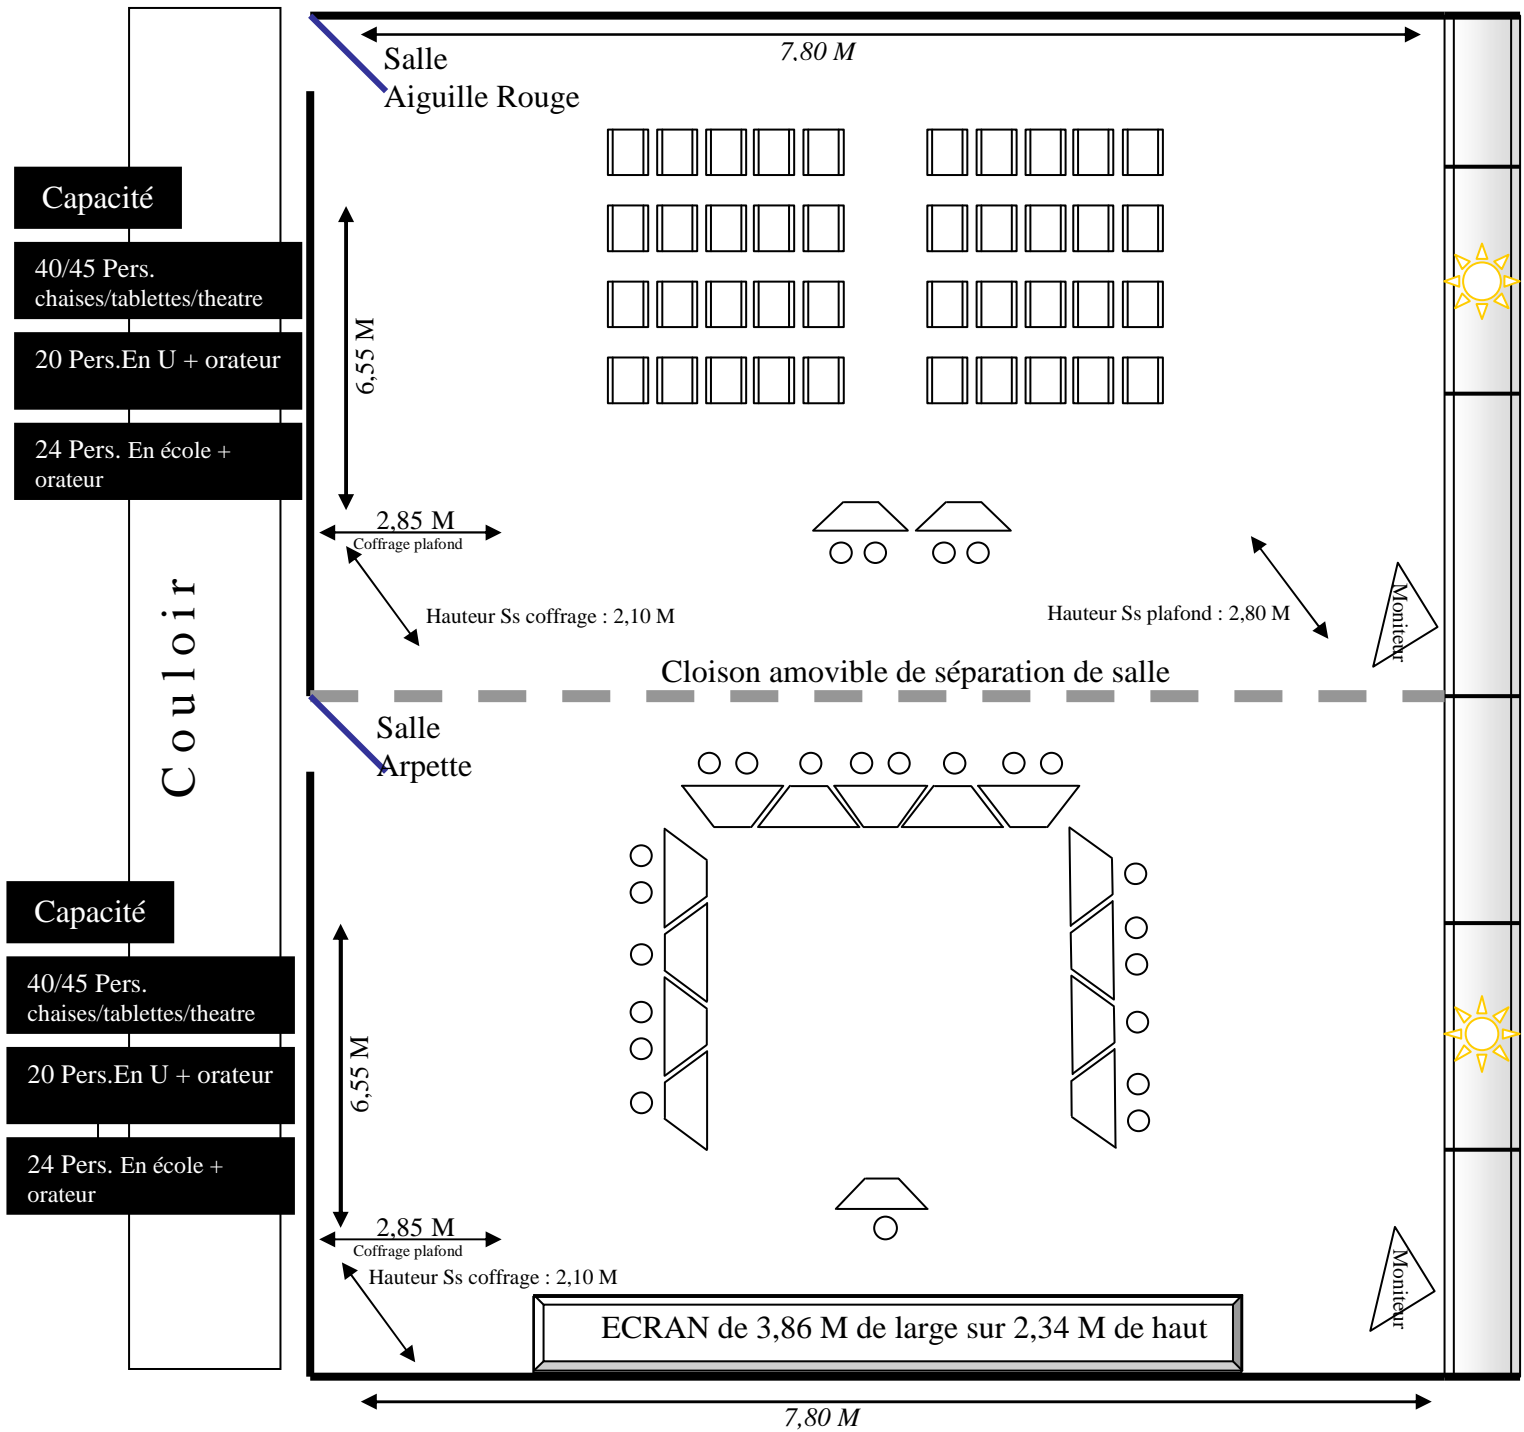 7,80 M
Salle
Aiguille Rouge
Capacité
40/45 Pers.
chaises/tablettes/theatre
20 Pers.En U + orateur
24 Pers. En école +
orateur
6,55 M
2,85 M
Coffrage plafond
Hauteur Ss coffrage : 2,10 M
Hauteur Ss plafond : 2,80 M
Moniteur
Couloir
Cloison amovible de séparation de salle
Salle
Arpette
Capacité
40/45 Pers.
chaises/tablettes/theatre
20 Pers.En U + orateur
24 Pers. En école +
orateur
6,55 M
2,85 M
Coffrage plafond
Hauteur Ss coffrage : 2,10 M
Moniteur
ECRAN de 3,86 M de large sur 2,34 M de haut
7,80 M